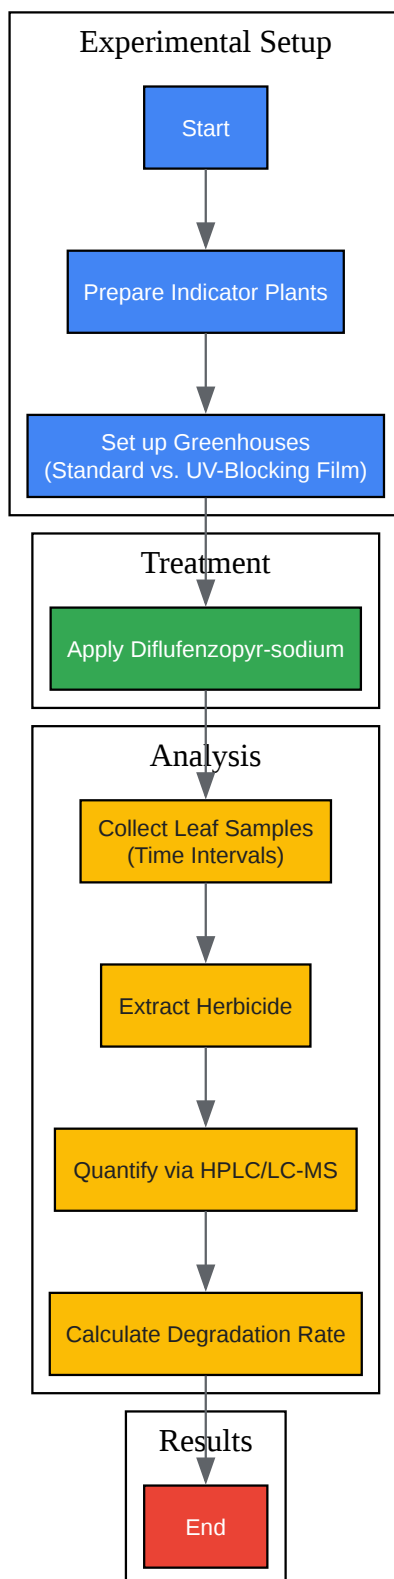 Experimental Setup
Start
Prepare Indicator Plants
Set up Greenhouses
(Standard vs. UV-Blocking Film)
Treatment
Apply Diflufenzopyr-sodium
Analysis
Collect Leaf Samples
(Time Intervals)
Extract Herbicide
Quantify via HPLC/LC-MS
Calculate Degradation Rate
Results
End